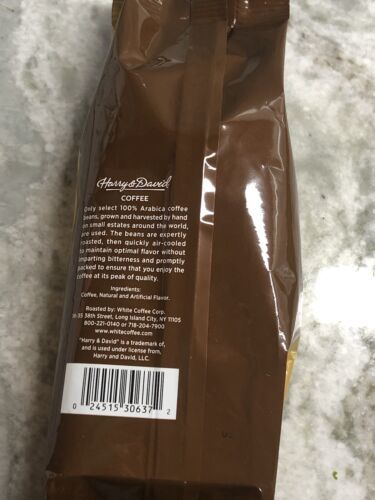 Harry & David
COFFEE
Only select 100% Arabica coffee
beans, grown and harvested by hand
on small estates around the world,
are used. The beans are expertly
roasted, then quickly air-cooled
to maintain optimal flavor without
imparting bitterness and promptly
packed to ensure that you enjoy the
coffee at its peak of quality.
Ingredients:
Coffee, Natural and Artificial Flavor.
Roasted by: White Coffee Corp.
-35 38th Street, Long Island City, NY 11105
800-221-0140 or 718-204-7900
www.whitecoffee.com
"Harry & David" is a trademark of,
and is used under license from,
Harry and David, LLC.
0 24515 30637 2